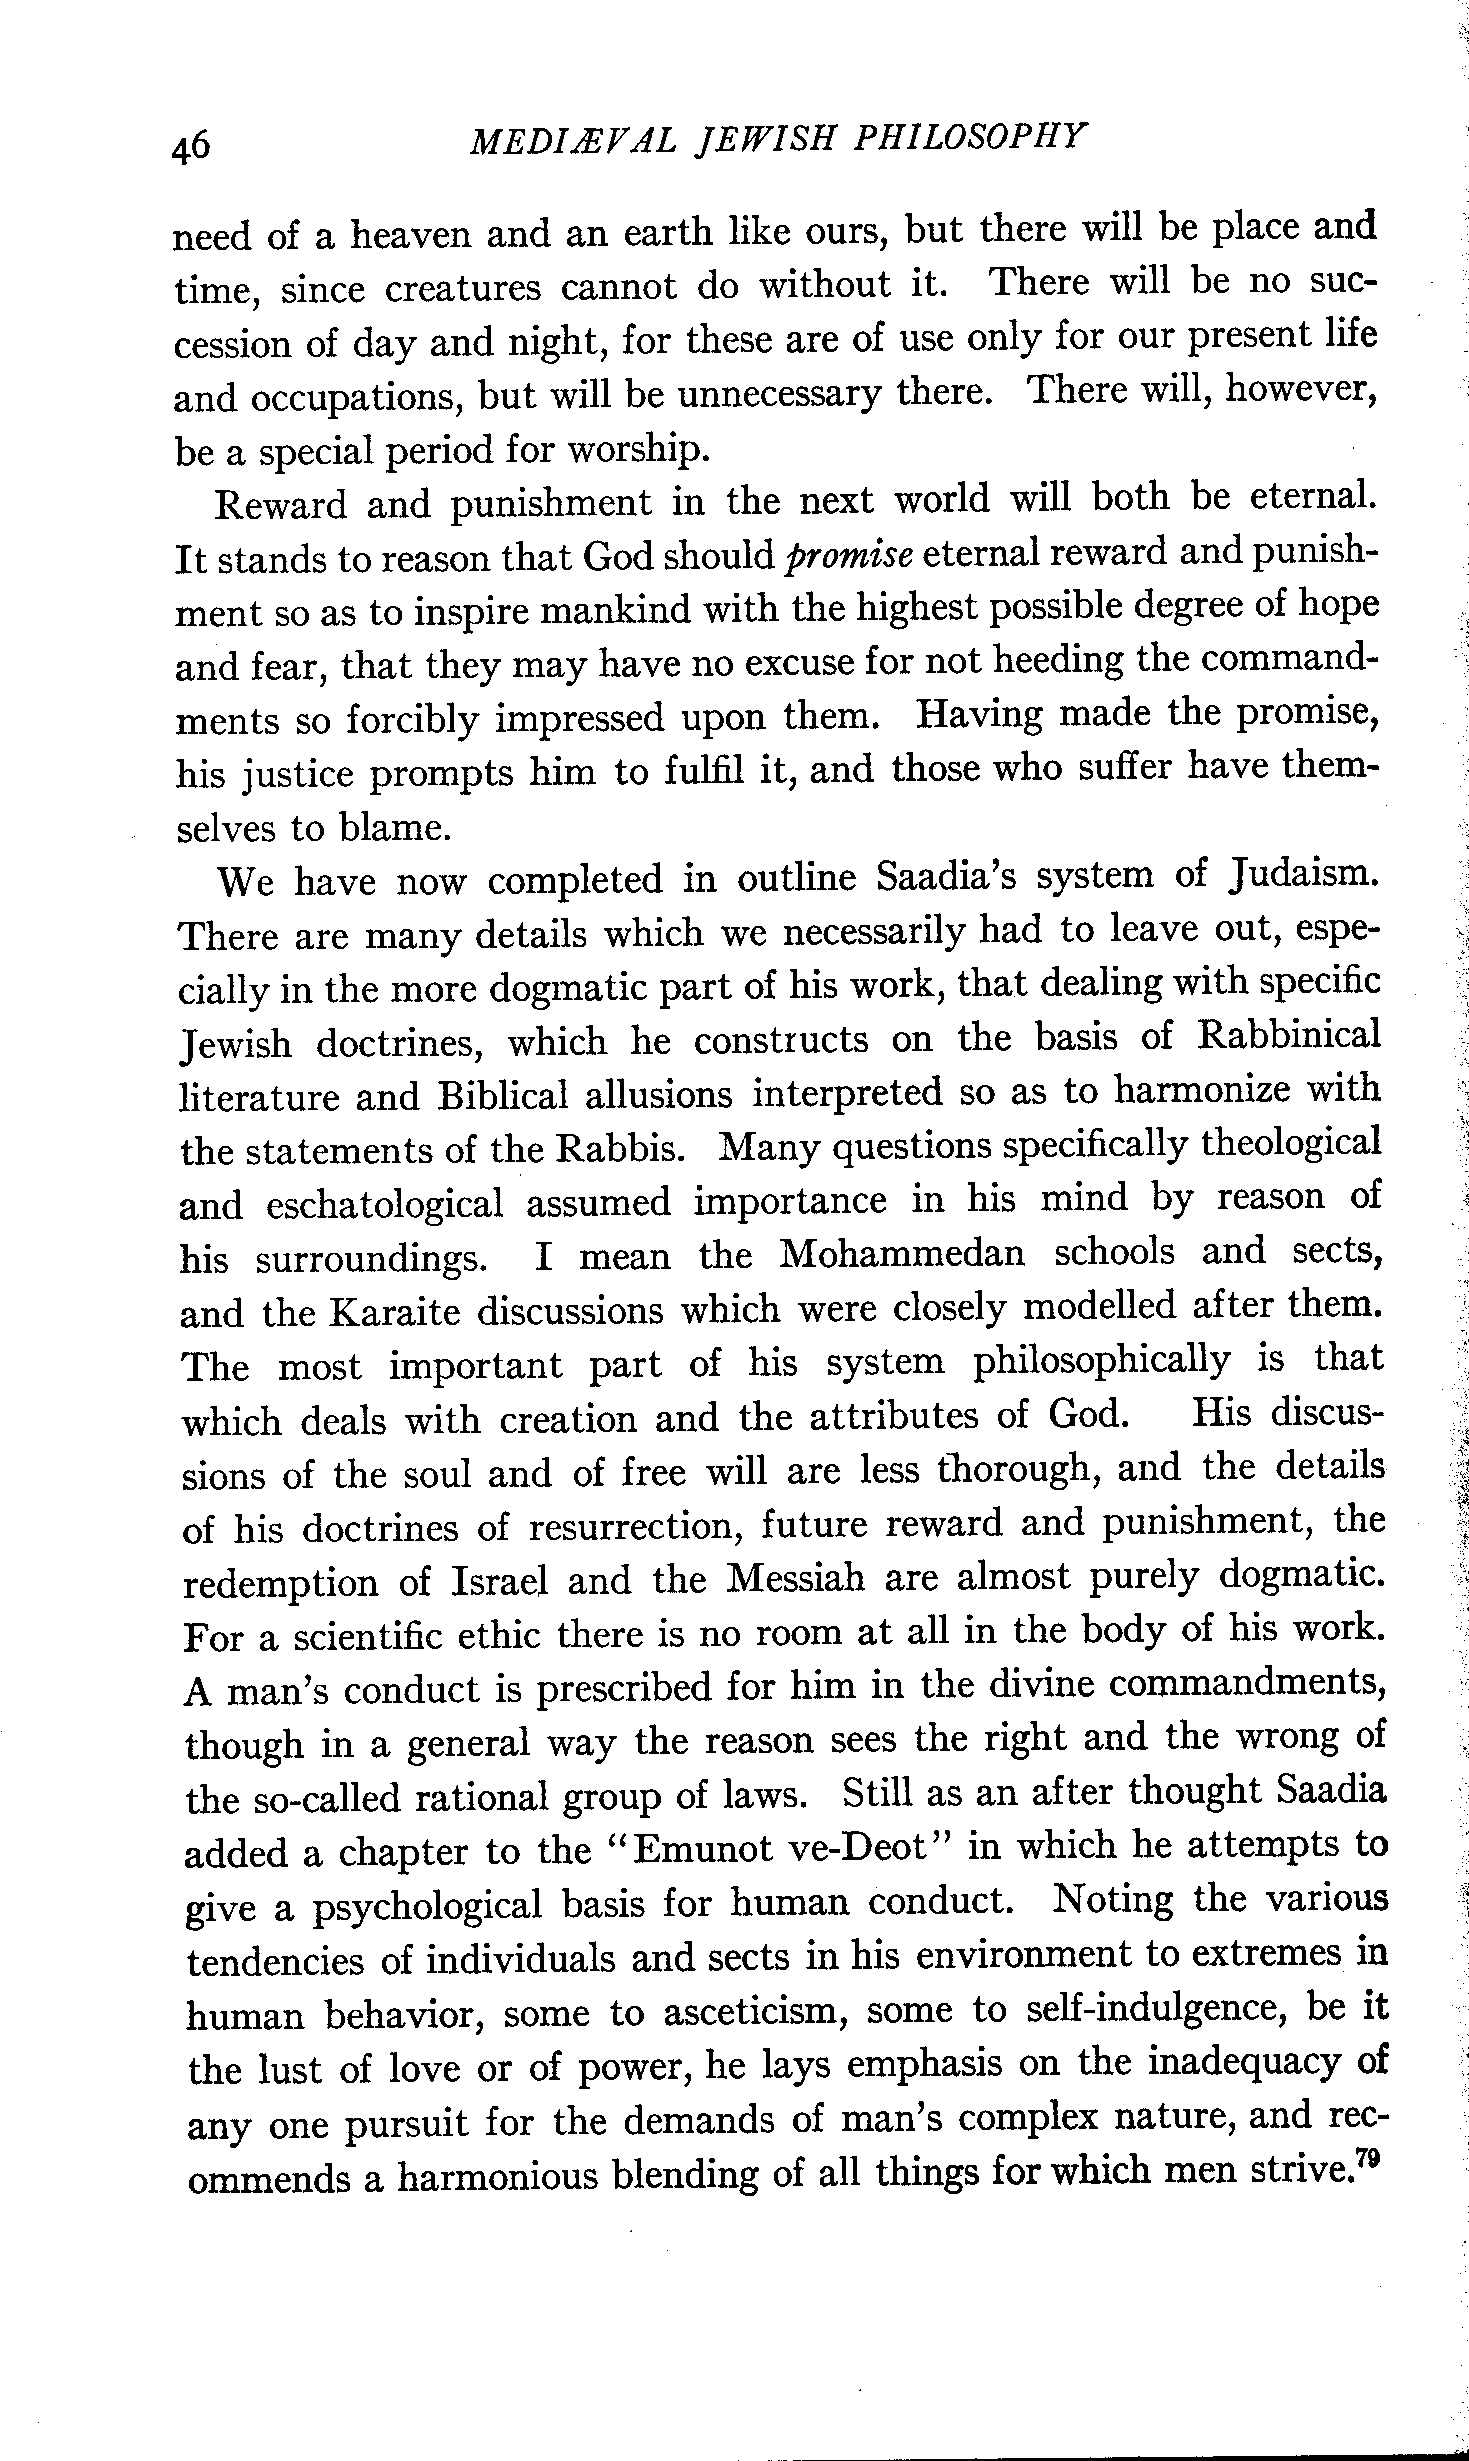 46 MEDIÆVAL JEWISH PHILOSOPHY
need of a heaven and an earth like ours, but there will be place and
time, since creatures cannot do without it. There will be no suc-
cession of day and night, for these are of use only for our present life
and occupations, but will be unnecessary there. There will, however,
be a special period for worship.
Reward and punishment in the next world will both be eternal.
It stands to reason that God should promise eternal reward and punish-
ment so as to inspire mankind with the highest possible degree of hope
and fear, that they may have no excuse for not heeding the command-
ments so forcibly impressed upon them. Having made the promise,
his justice prompts him to fulfil it, and those who suffer have them-
selves to blame.
We have now completed in outline Saadia's system of Judaism.
There are many details which we necessarily had to leave out, espe-
cially in the more dogmatic part of his work, that dealing with specific
Jewish doctrines, which he constructs on the basis of Rabbinical
literature and Biblical allusions interpreted so as to harmonize with
the statements of the Rabbis. Many questions specifically theological
and eschatological assumed importance in his mind by reason of
his surroundings. I mean the Mohammedan schools and sects,
and the Karaite discussions which were closely modelled after them.
The most important part of his system philosophically is that
which deals with creation and the attributes of God. His discus-
sions of the soul and of free will are less thorough, and the details
of his doctrines of resurrection, future reward and punishment, the
redemption of Israel and the Messiah are almost purely dogmatic.
For a scientific ethic there is no room at all in the body of his work.
A man's conduct is prescribed for him in the divine commandments,
though in a general way the reason sees the right and the wrong of
the so-called rational group of laws. Still as an after thought Saadia
added a chapter to the "Emunot ve-Deot" in which he attempts to
give a psychological basis for human conduct. Noting the various
tendencies of individuals and sects in his environment to extremes in
human behavior, some to asceticism, some to self-indulgence, be it
the lust of love or of power, he lays emphasis on the inadequacy of
any one pursuit for the demands of man's complex nature, and rec-
ommends a harmonious blending of all things for which men strive.⁷⁹